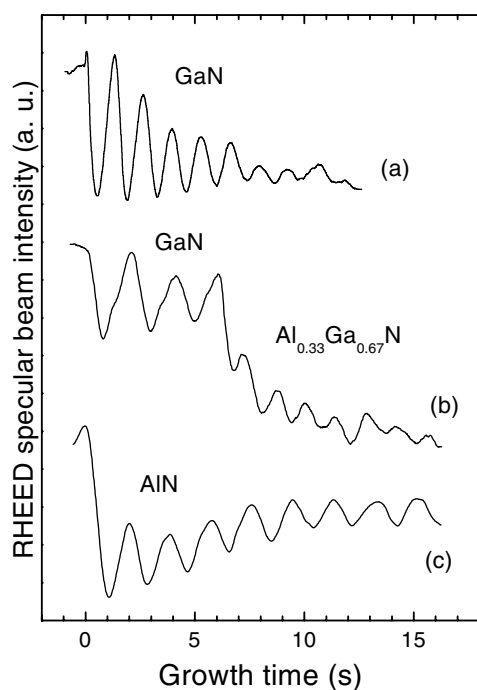 RHEED specular beam intensity (a. u.)
GaN
(a)
GaN
Al0.33Ga0.67N
(b)
AlN
(c)
0 5 10 15
Growth time (s)